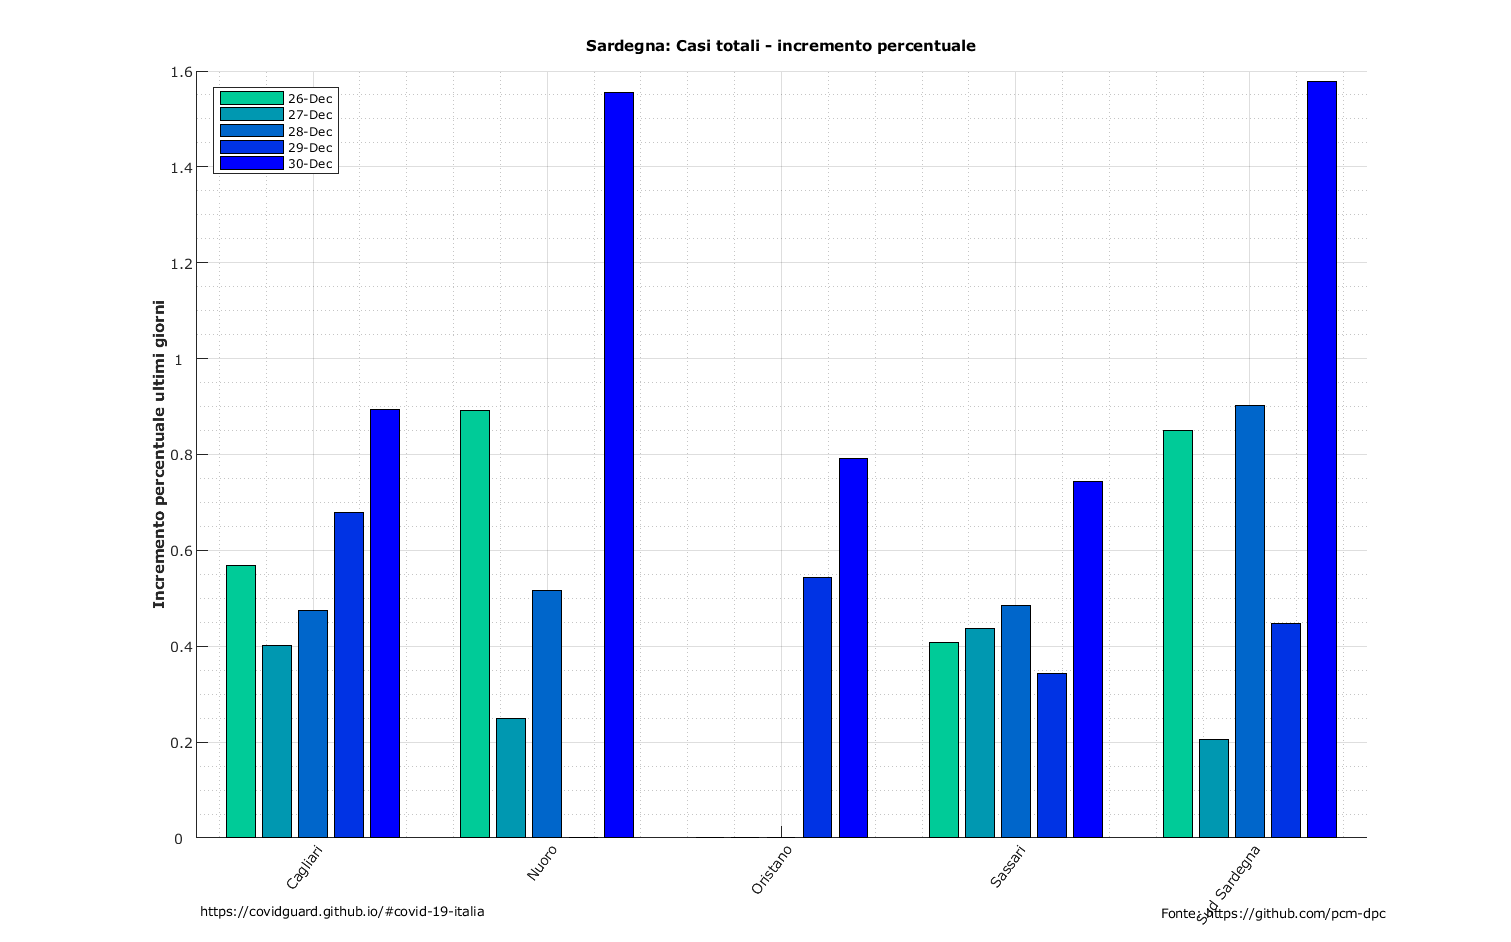 Sardegna: Casi totali - incremento percentuale
Incremento percentuale ultimi giorni
1.6
1.4
1.2
1
0.8
0.6
0.4
0.2
0
26-Dec
27-Dec
28-Dec
29-Dec
30-Dec
Cagliari
Nuoro
Oristano
Sassari
Sud Sardegna
https://covidguard.github.io/#covid-19-italia
Fonte: https://github.com/pcm-dpc